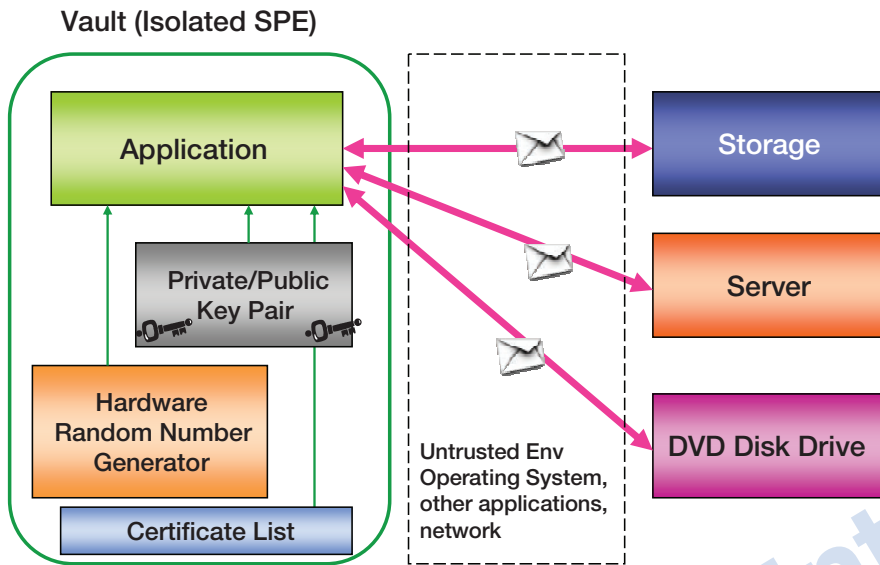 Vault (Isolated SPE)
Application
Private/Public
Key Pair
Hardware
Random Number
Generator
Certificate List
Untrusted Env
Operating System,
other applications,
network
Storage
Server
DVD Disk Drive